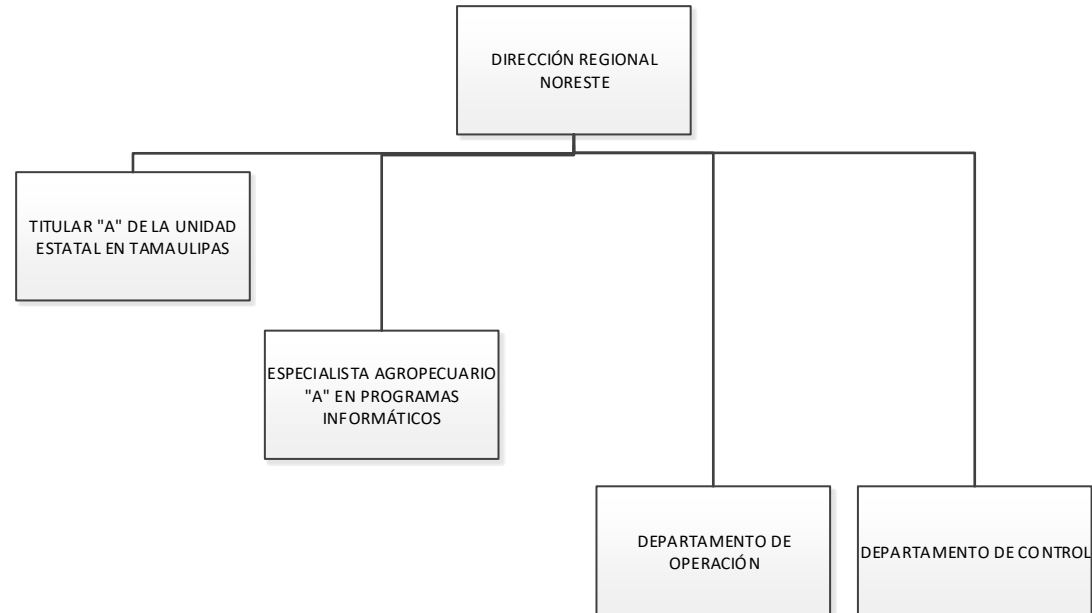 DIRECCIÓN REGIONAL
NORESTE
TITULAR "A" DE LA UNIDAD
ESTATAL EN TAMAULIPAS
ESPECIALISTA AGROPECUARIO
"A" EN PROGRAMAS
INFORMÁTICOS
DEPARTAMENTO DE
OPERACIÓN
DEPARTAMENTO DE CONTROL